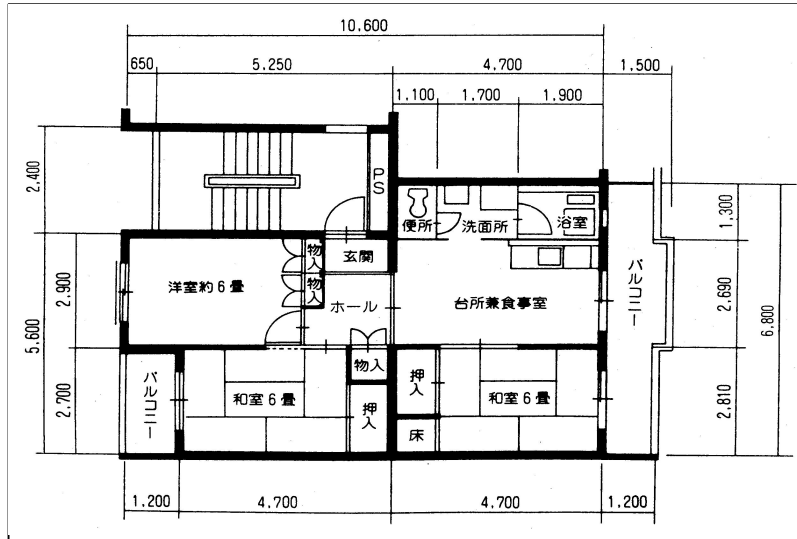 10.600
650
5.250
4.700
1,500
1,100
1.700
1.900
2.400
PS
便所
洗面所
浴室
1.300
物入
玄関
洋室約6畳
物入
ホール
台所兼食事室
バルコニー
2.900
2.690
5.600
6.800
バルコニー
和室6畳
物入
押入
押入
和室6畳
床
2.700
2.810
1.200
4.700
4.700
1.200